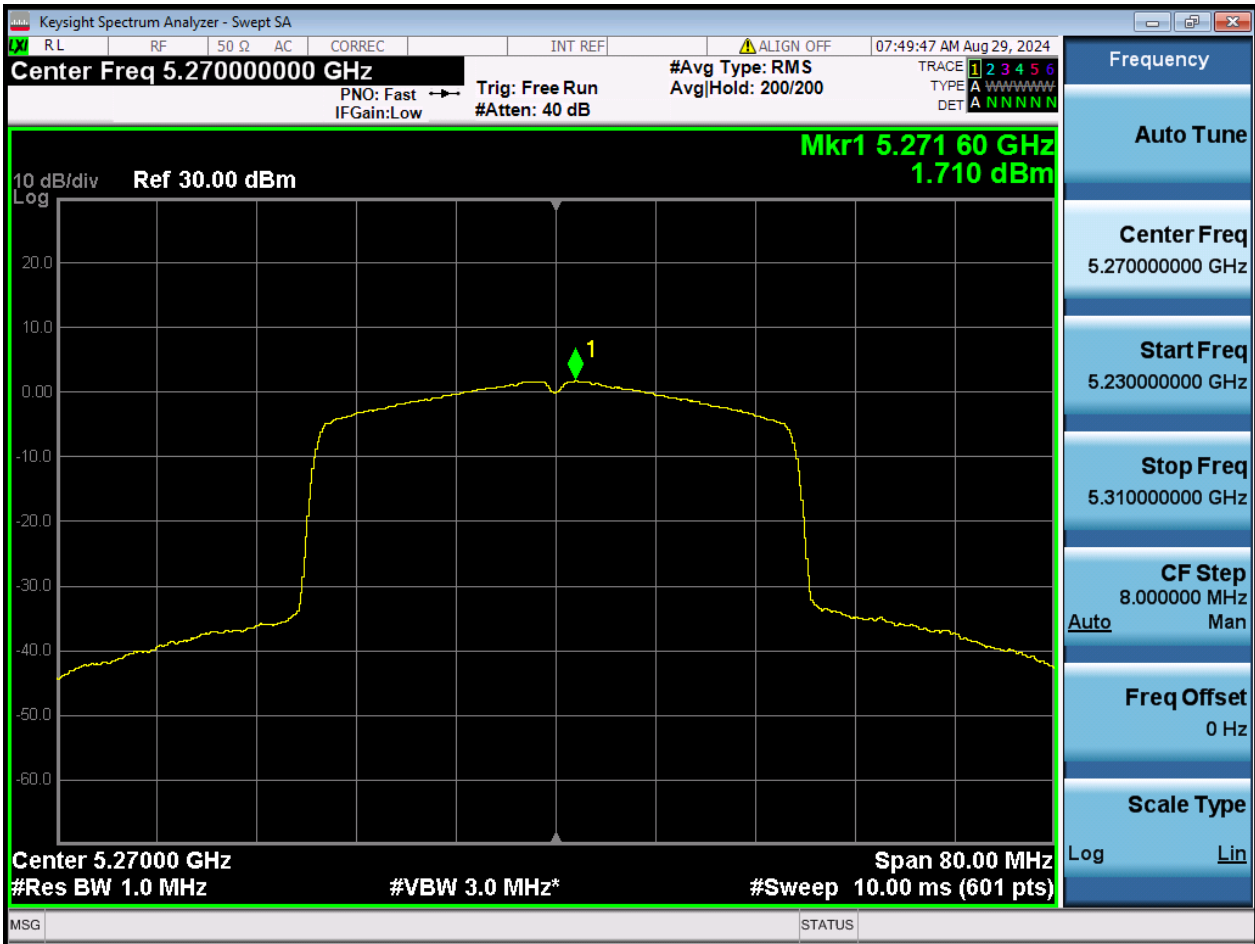 Keysight Spectrum Analyzer - Swept SA
LXI RL RF 50 Ω AC CORREC INT REF ALIGN OFF 07:49:47 AM Aug 29, 2024
Center Freq 5.270000000 GHz
PNO: Fast
IFGain:Low
Trig: Free Run
#Atten: 40 dB
#Avg Type: RMS
Avg|Hold: 200/200
TRACE 1 2 3 4 5 6
TYPE A WWWWW
DET A N N N N N
Mkr1 5.271 60 GHz
1.710 dBm
10 dB/div Ref 30.00 dBm
Log
20.0
10.0
0.00
-10.0
-20.0
-30.0
-40.0
-50.0
-60.0
1
Center 5.27000 GHz Span 80.00 MHz
#Res BW 1.0 MHz #VBW 3.0 MHz* #Sweep 10.00 ms (601 pts)
MSG STATUS
Frequency
Auto Tune
Center Freq
5.270000000 GHz
Start Freq
5.230000000 GHz
Stop Freq
5.310000000 GHz
CF Step
8.000000 MHz
Auto Man
Freq Offset
0 Hz
Scale Type
Log Lin